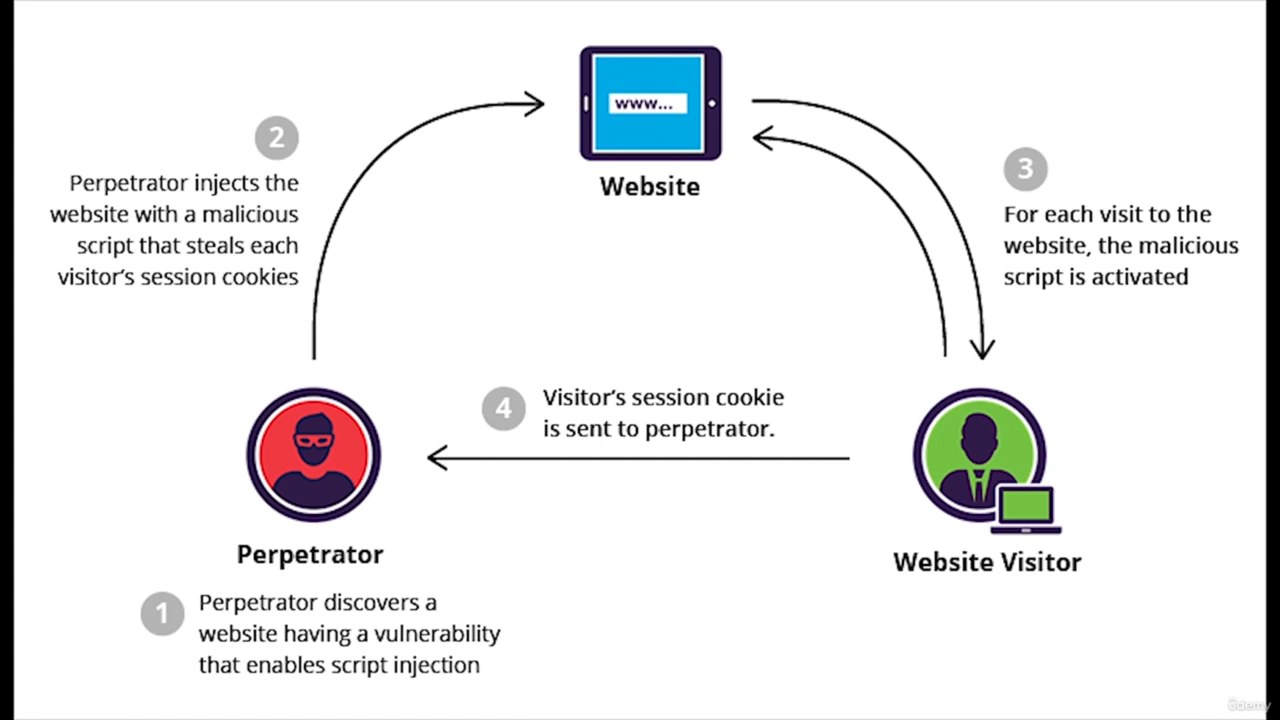 www...
Website
2
Perpetrator injects the
website with a malicious
script that steals each
visitor's session cookies
3
For each visit to the
website, the malicious
script is activated
4
Visitor's session cookie
is sent to perpetrator.
Perpetrator
Website Visitor
1
Perpetrator discovers a
website having a vulnerability
that enables script injection
ûdemy